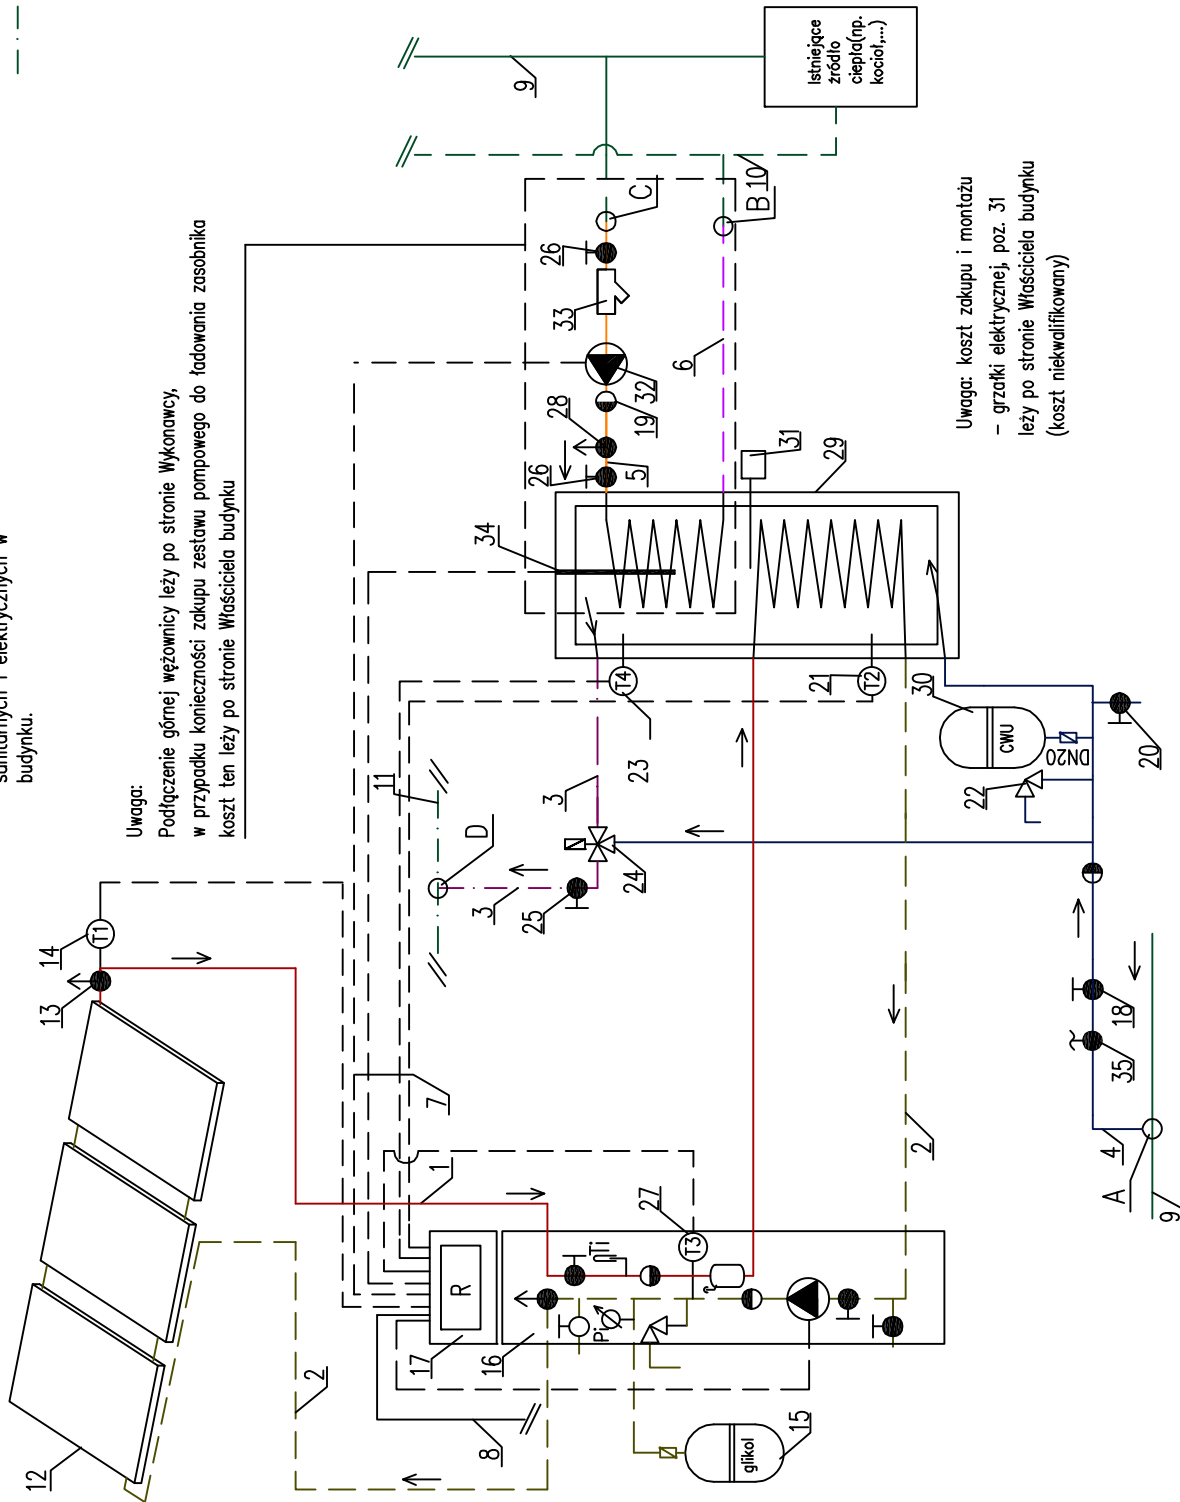 sanitarnych i elektrycznych w
budynku.
Uwaga:
Podłączenie górnej wężownicy leży po stronie Wykonawcy,
w przypadku konieczności zakupu zestawu pompowego do ładowania zasobnika
koszt ten leży po stronie Właściciela budynku
Istniejące
źródło
ciepła(np.
kocioł,...)
Uwaga: koszt zakupu i montażu
- grzałki elektrycznej, poz. 31
leży po stronie Właściciela budynku
(koszt niekwalifikowany)
9
10
B
C
26
33
32
19
28
26
5
6
31
29
34
T4
23
21
T2
30
CWU
DN20
22
20
11
D
3
3
24
25
14
T1
13
7
1
2
18
35
4
A
9
27
T3
Ti
Pi
R
17
16
8
15
glikol
2
12